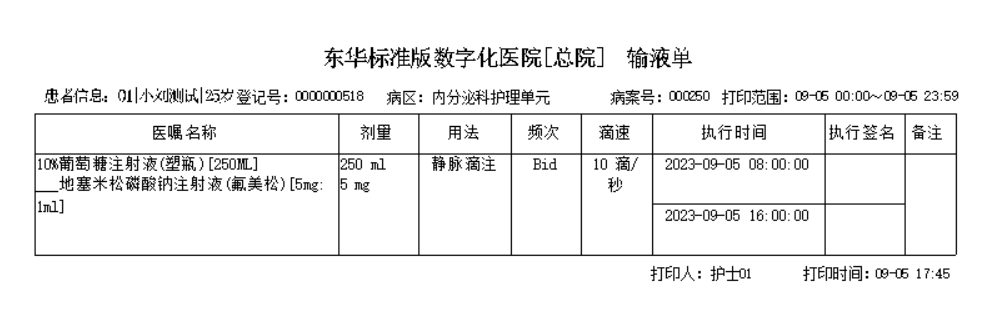 东华标准版数字化医院[总院] 输液单
患者信息: 01|小刘测试|25岁 登记号: 0000000518 病区: 内分泌科护理单元 病案号: 000250 打印范围: 09-05 00:00~09-05 23:59
医嘱名称 剂量 用法 频次 滴速 执行时间 执行签名 备注
10%葡萄糖注射液(塑瓶)[250ML] 250 ml 静脉滴注 Bid 10 滴/ 2023-09-05 08:00:00
___地塞米松磷酸钠注射液(氟美松)[5mg: 5 mg 秒
1ml]
2023-09-05 16:00:00
打印人: 护士01 打印时间: 09-05 17:45